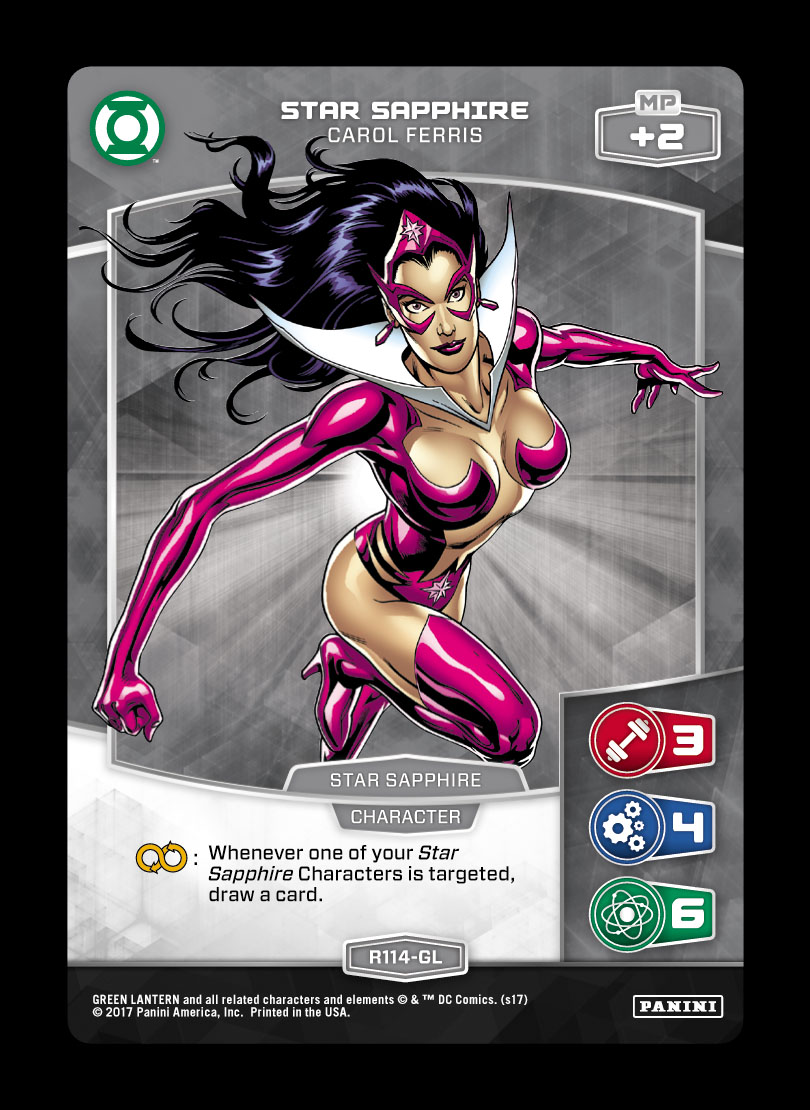 STAR SAPPHIRE
CAROL FERRIS
MP
+2
™
3
4
6
STAR SAPPHIRE
CHARACTER
: Whenever one of your Star
Sapphire Characters is targeted,
draw a card.
R114-GL
GREEN LANTERN and all related characters and elements © & ™ DC Comics. (s17)
© 2017 Panini America, Inc. Printed in the USA.
PANINI